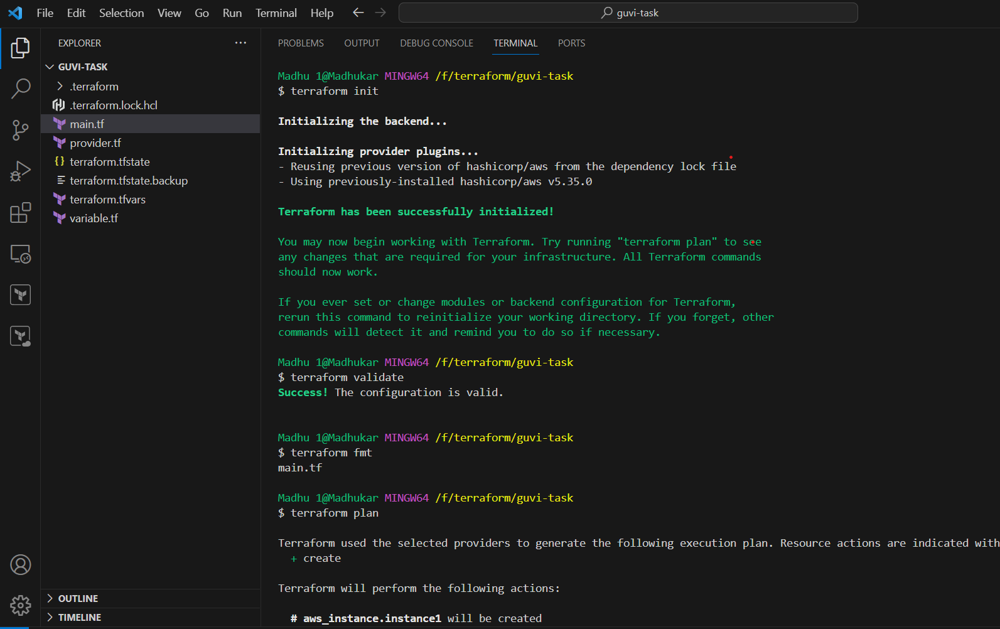 File Edit Selection View Go Run Terminal Help
guvi-task
EXPLORER
GUVI-TASK
.terraform
.terraform.lock.hcl
main.tf
provider.tf
{} terraform.tfstate
terraform.tfstate.backup
terraform.tfvars
variable.tf
OUTLINE
TIMELINE
PROBLEMS OUTPUT DEBUG CONSOLE TERMINAL PORTS
Madhu 1@Madhukar MINGW64 /f/terraform/guvi-task
$ terraform init
Initializing the backend...
Initializing provider plugins...
- Reusing previous version of hashicorp/aws from the dependency lock file
- Using previously-installed hashicorp/aws v5.35.0
Terraform has been successfully initialized!
You may now begin working with Terraform. Try running "terraform plan" to see
any changes that are required for your infrastructure. All Terraform commands
should now work.
If you ever set or change modules or backend configuration for Terraform,
rerun this command to reinitialize your working directory. If you forget, other
commands will detect it and remind you to do so if necessary.
Madhu 1@Madhukar MINGW64 /f/terraform/guvi-task
$ terraform validate
Success! The configuration is valid.
Madhu 1@Madhukar MINGW64 /f/terraform/guvi-task
$ terraform fmt
main.tf
Madhu 1@Madhukar MINGW64 /f/terraform/guvi-task
$ terraform plan
Terraform used the selected providers to generate the following execution plan. Resource actions are indicated with
+ create
Terraform will perform the following actions:
# aws_instance.instance1 will be created